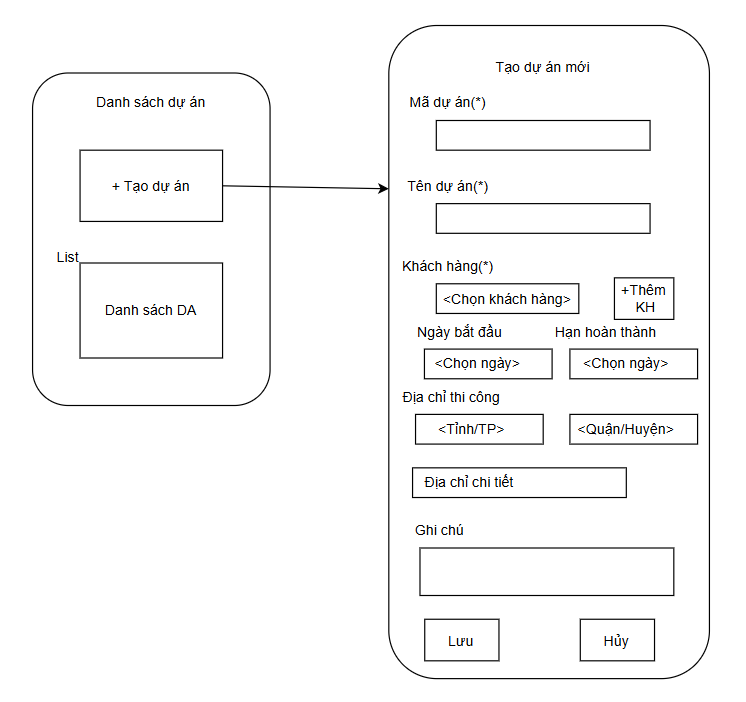 Danh sách dự án
+ Tạo dự án
List
Danh sách DA
Tạo dự án mới
Mã dự án(*)
Tên dự án(*)
Khách hàng(*)
<Chọn khách hàng>
+Thêm
KH
Ngày bắt đầu
Hạn hoàn thành
<Chọn ngày>
<Chọn ngày>
Địa chỉ thi công
<Tỉnh/TP>
<Quận/Huyện>
Địa chỉ chi tiết
Ghi chú
Lưu
Hủy